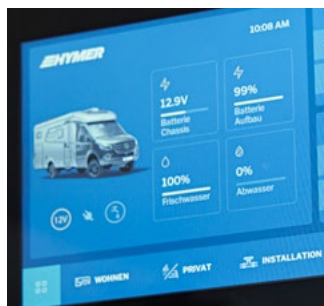 10:08 AM
HYMER
12.9V
Batterie
Chassis
99%
Batterie
Aufbau
100%
Frischwasser
0%
Abwasser
12V
WOHNEN
PRIVAT
INSTALLATION